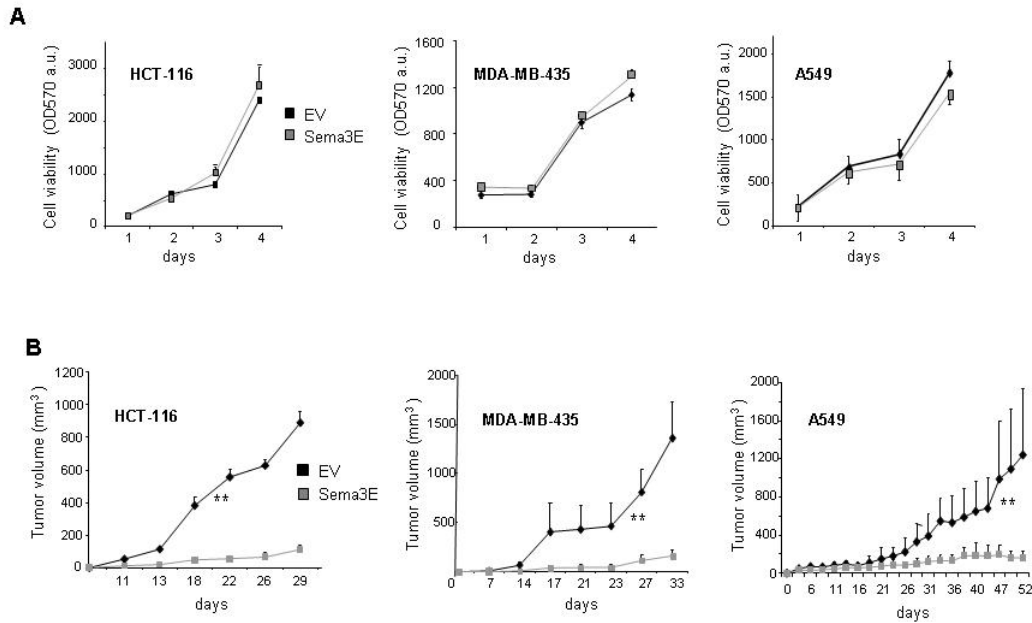 A
Cell viability (OD570 a.u.)
3000
2000
1000
0
HCT-116
EV
Sema3E
1 2 3 4
days
Cell viability (OD570 a.u.)
1600
1200
800
400
0
MDA-MB-435
1 2 3 4
days
Cell viability (OD570 a.u.)
2000
1500
1000
500
0
A549
1 2 3 4
days
B
Tumor volume (mm3)
1200
1000
800
600
400
200
0
HCT-116
EV
Sema3E
**
11 13 18 22 26 29
days
Tumor volume (mm3)
2000
1500
1000
500
0
MDA-MB-435
**
0 7 14 17 21 23 27 33
days
Tumor volume (mm3)
2000
1600
1200
800
400
0
A549
**
0 6 11 16 21 26 31 36 40 47 52
days